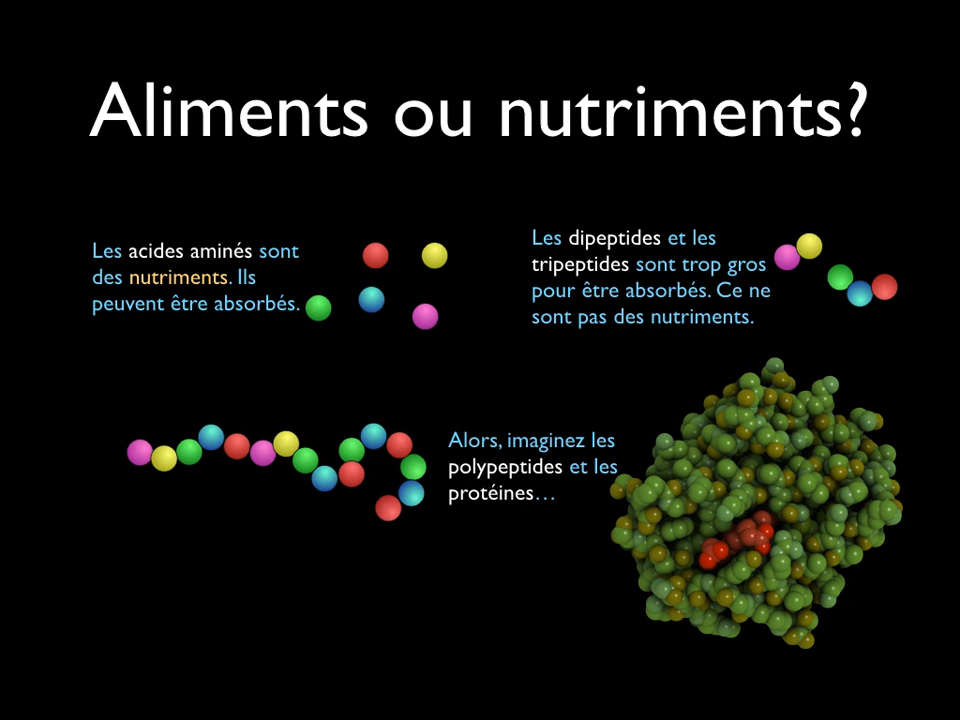 Aliments ou nutriments?
Les acides aminés sont
des nutriments. Ils
peuvent être absorbés.
Les dipeptides et les
tripeptides sont trop gros
pour être absorbés. Ce ne
sont pas des nutriments.
Alors, imaginez les
polypeptides et les
protéines…